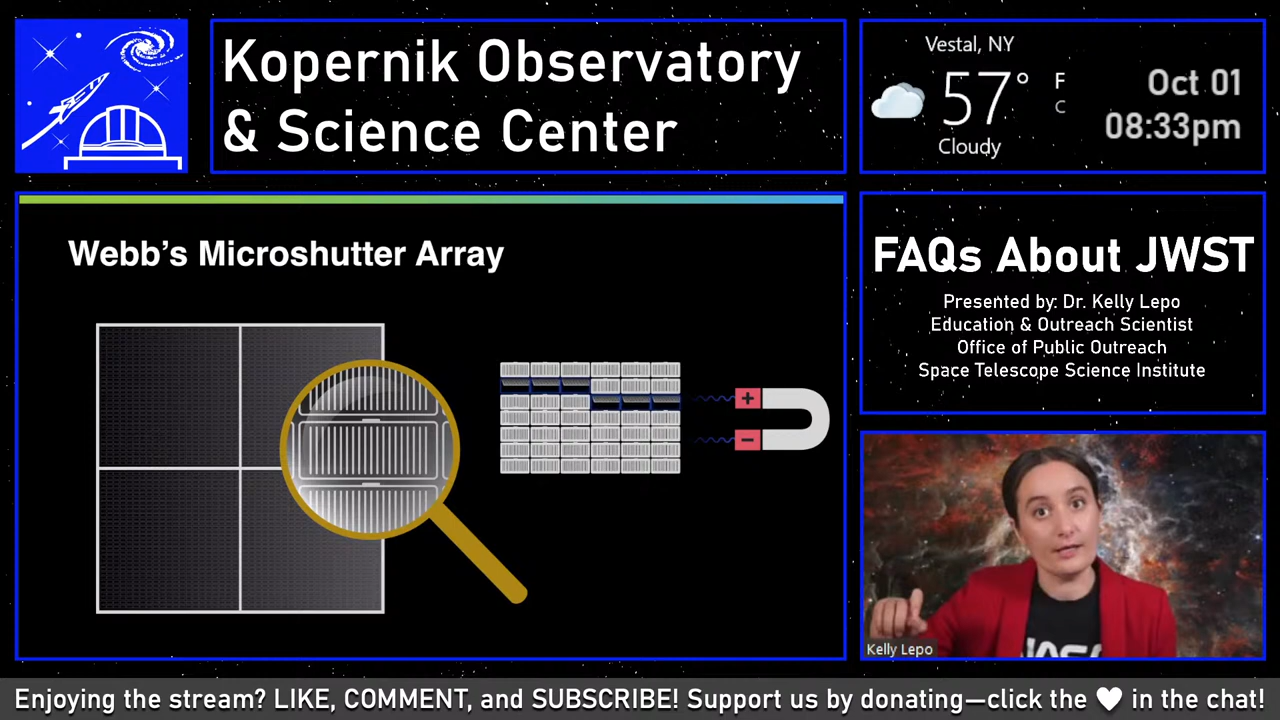 Kopernik Observatory
& Science Center
Vestal, NY
57° F
C
Cloudy
Oct 01
08:33pm
Webb's Microshutter Array
+
−
FAQs About JWST
Presented by: Dr. Kelly Lepo
Education & Outreach Scientist
Office of Public Outreach
Space Telescope Science Institute
NASA
Kelly Lepo
Enjoying the stream? LIKE, COMMENT, and SUBSCRIBE! Support us by donating—click the ♥ in the chat!